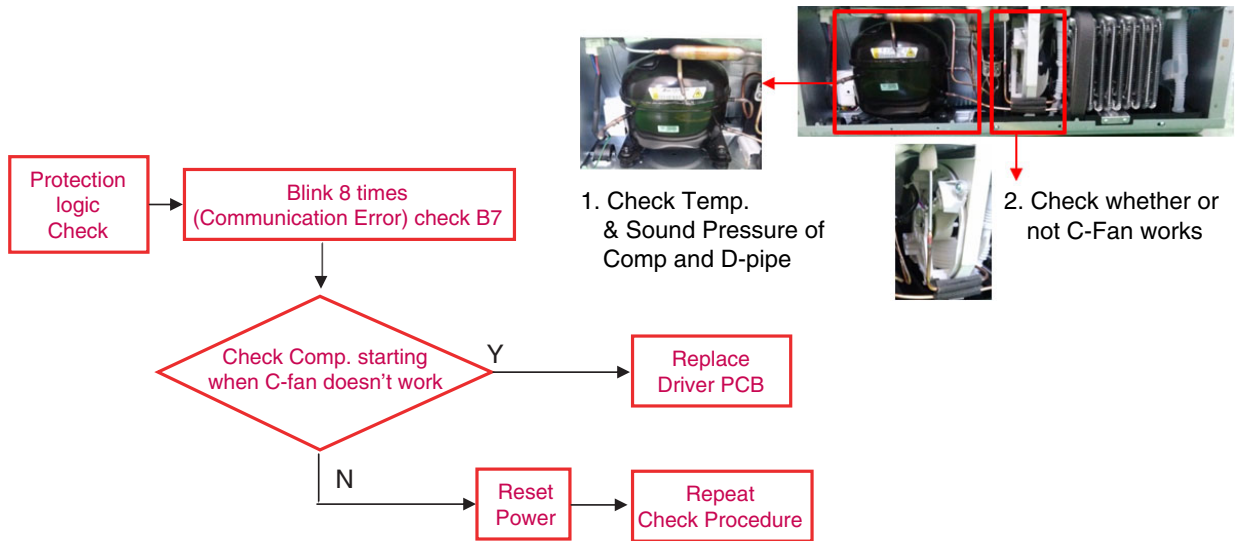 Protection
logic
Check
Blink 8 times
(Communication Error) check B7
Check Comp. starting
when C-fan doesn't work
Y
Replace
Driver PCB
N
Reset
Power
Repeat
Check Procedure
1. Check Temp.
& Sound Pressure of
Comp and D-pipe
2. Check whether or
not C-Fan works